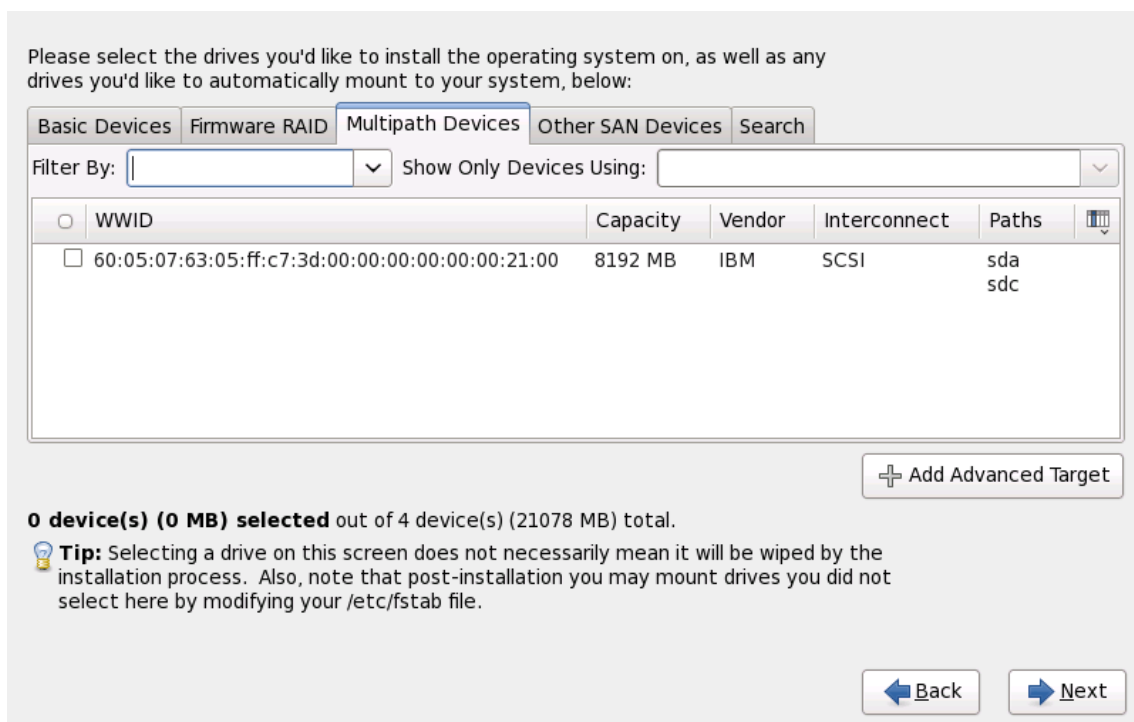 Please select the drives you'd like to install the operating system on, as well as any
drives you'd like to automatically mount to your system, below:
Basic Devices Firmware RAID Multipath Devices Other SAN Devices Search
Filter By: Show Only Devices Using:
WWID Capacity Vendor Interconnect Paths
60:05:07:63:05:ff:c7:3d:00:00:00:00:00:00:21:00 8192 MB IBM SCSI sda
sdc
Add Advanced Target
0 device(s) (0 MB) selected out of 4 device(s) (21078 MB) total.
Tip: Selecting a drive on this screen does not necessarily mean it will be wiped by the
installation process. Also, note that post-installation you may mount drives you did not
select here by modifying your /etc/fstab file.
Back Next